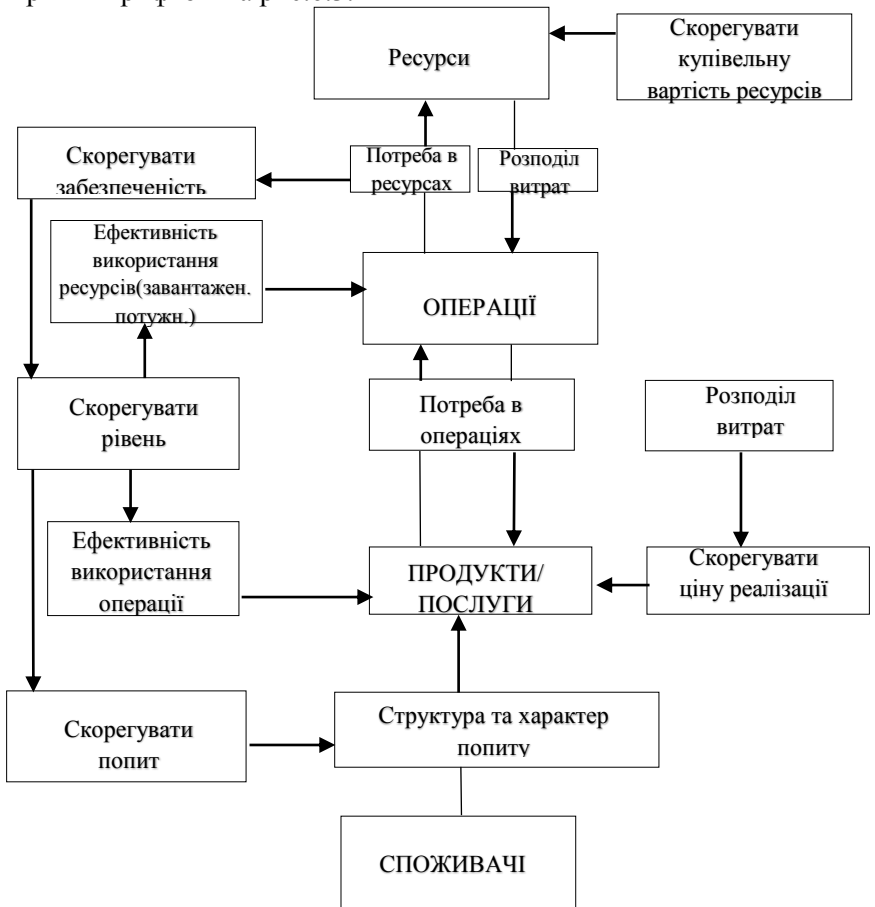 Ресурси
Скорегувати
купівельну
вартість ресурсів
Скорегувати
забезпеченість
Потреба в
ресурсах
Розподіл
витрат
Ефективність
використання
ресурсів(завантажен.
потужн.)
ОПЕРАЦІЇ
Скорегувати
рівень
Потреба в
операціях
Розподіл
витрат
Ефективність
використання
операції
ПРОДУКТИ/
ПОСЛУГИ
Скорегувати
ціну реалізації
Скорегувати
попит
Структура та характер
попиту
СПОЖИВАЧІ